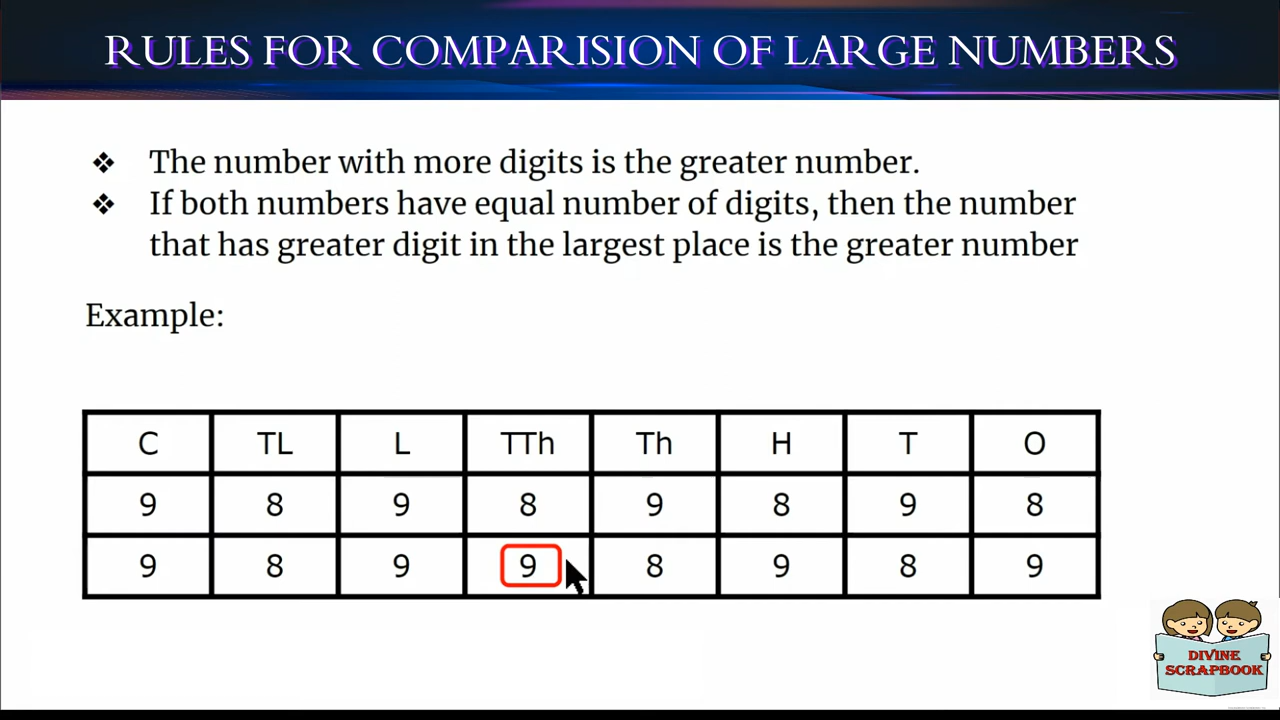 RULES FOR COMPARISION OF LARGE NUMBERS
❖ The number with more digits is the greater number.
❖ If both numbers have equal number of digits, then the number
that has greater digit in the largest place is the greater number
Example:
C TL L TTh Th H T O
9 8 9 8 9 8 9 8
9 8 9 9 8 9 8 9
DIVINE
SCRAPBOOK